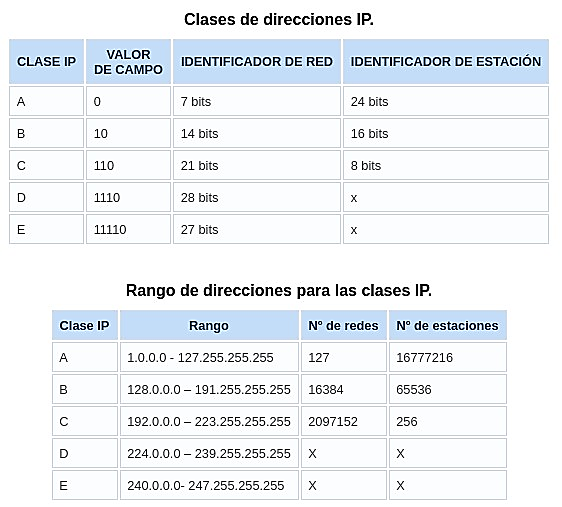 Clases de direcciones IP.
CLASE IP VALOR DE CAMPO IDENTIFICADOR DE RED IDENTIFICADOR DE ESTACIÓN
A 0 7 bits 24 bits
B 10 14 bits 16 bits
C 110 21 bits 8 bits
D 1110 28 bits x
E 11110 27 bits x
Rango de direcciones para las clases IP.
Clase IP Rango Nº de redes Nº de estaciones
A 1.0.0.0 - 127.255.255.255 127 16777216
B 128.0.0.0 – 191.255.255.255 16384 65536
C 192.0.0.0 – 223.255.255.255 2097152 256
D 224.0.0.0 – 239.255.255.255 X X
E 240.0.0.0- 247.255.255.255 X X